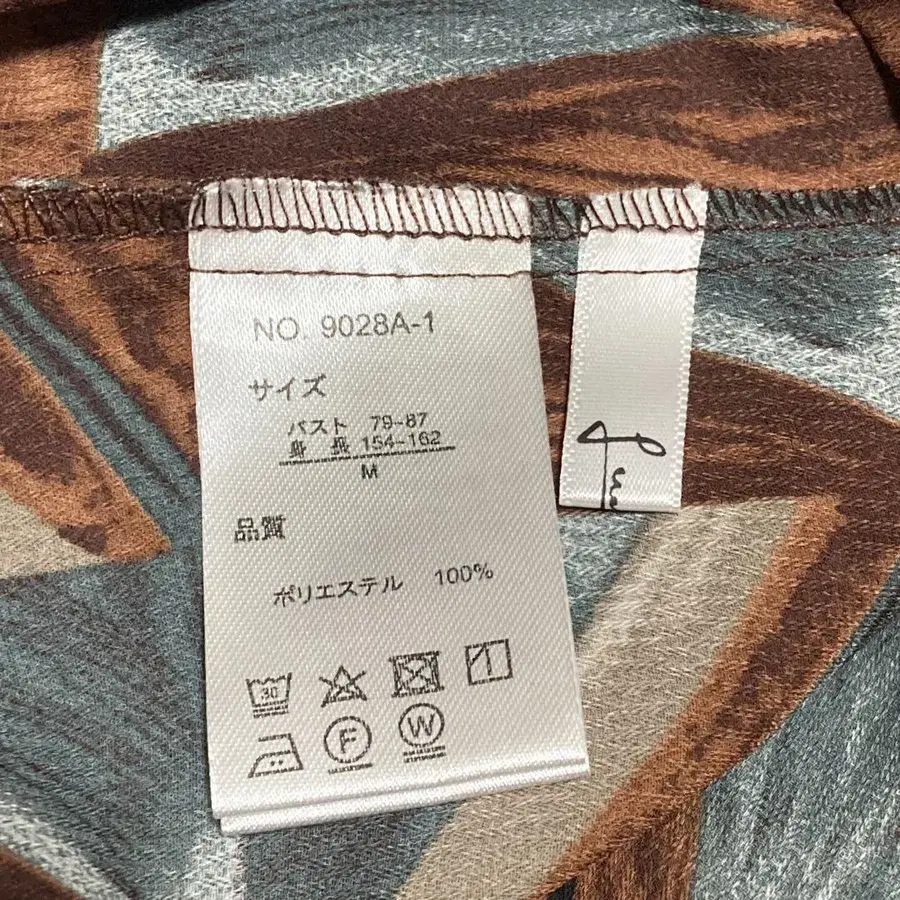 NO. 9028A-1
サイズ
バスト 79-87
身 長 154-162
M
品質
ポリエステル 100%
30
F
W